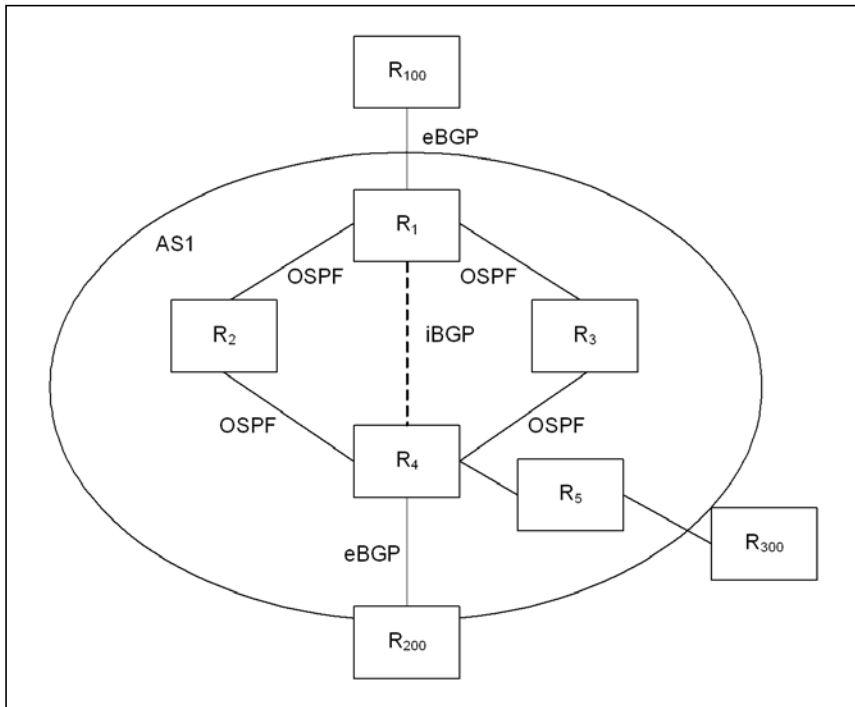 R₁₀₀
eBGP
R₁
AS1
OSPF
OSPF
R₂
iBGP
R₃
OSPF
OSPF
R₄
R₅
eBGP
R₃₀₀
R₂₀₀